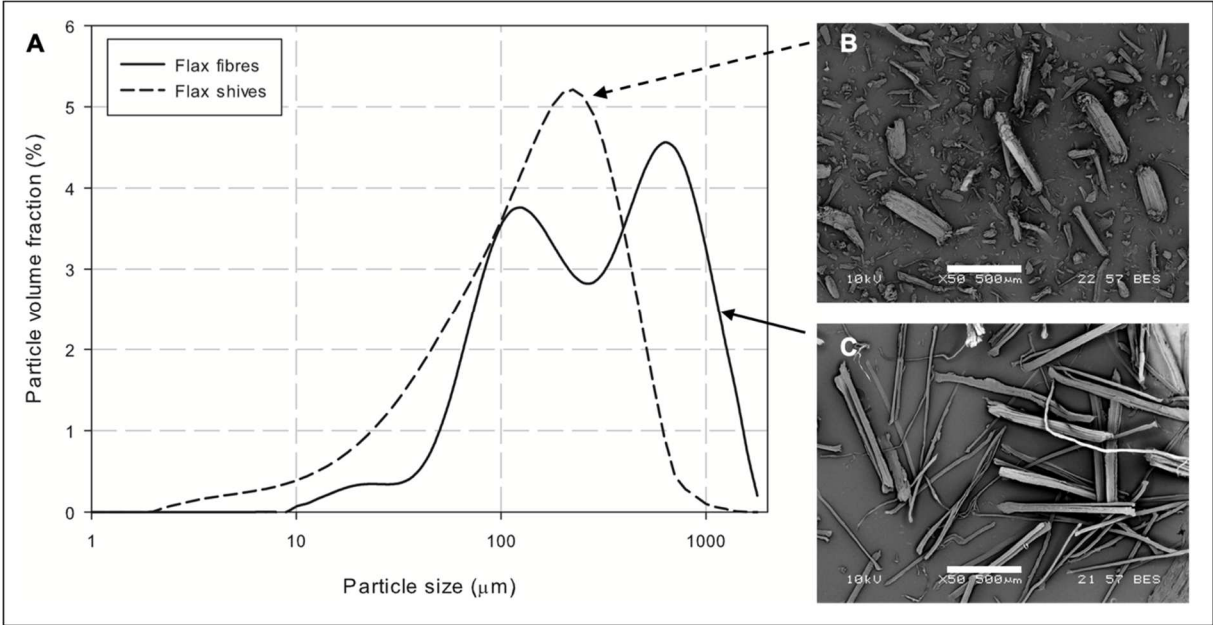 A
Flax fibres
Flax shives
Particle volume fraction (%)
6
5
4
3
2
1
0
1
10
100
1000
Particle size (μm)
B
10kV X50 500μm 22 57 BES
C
10kV X50 500μm 21 57 BES